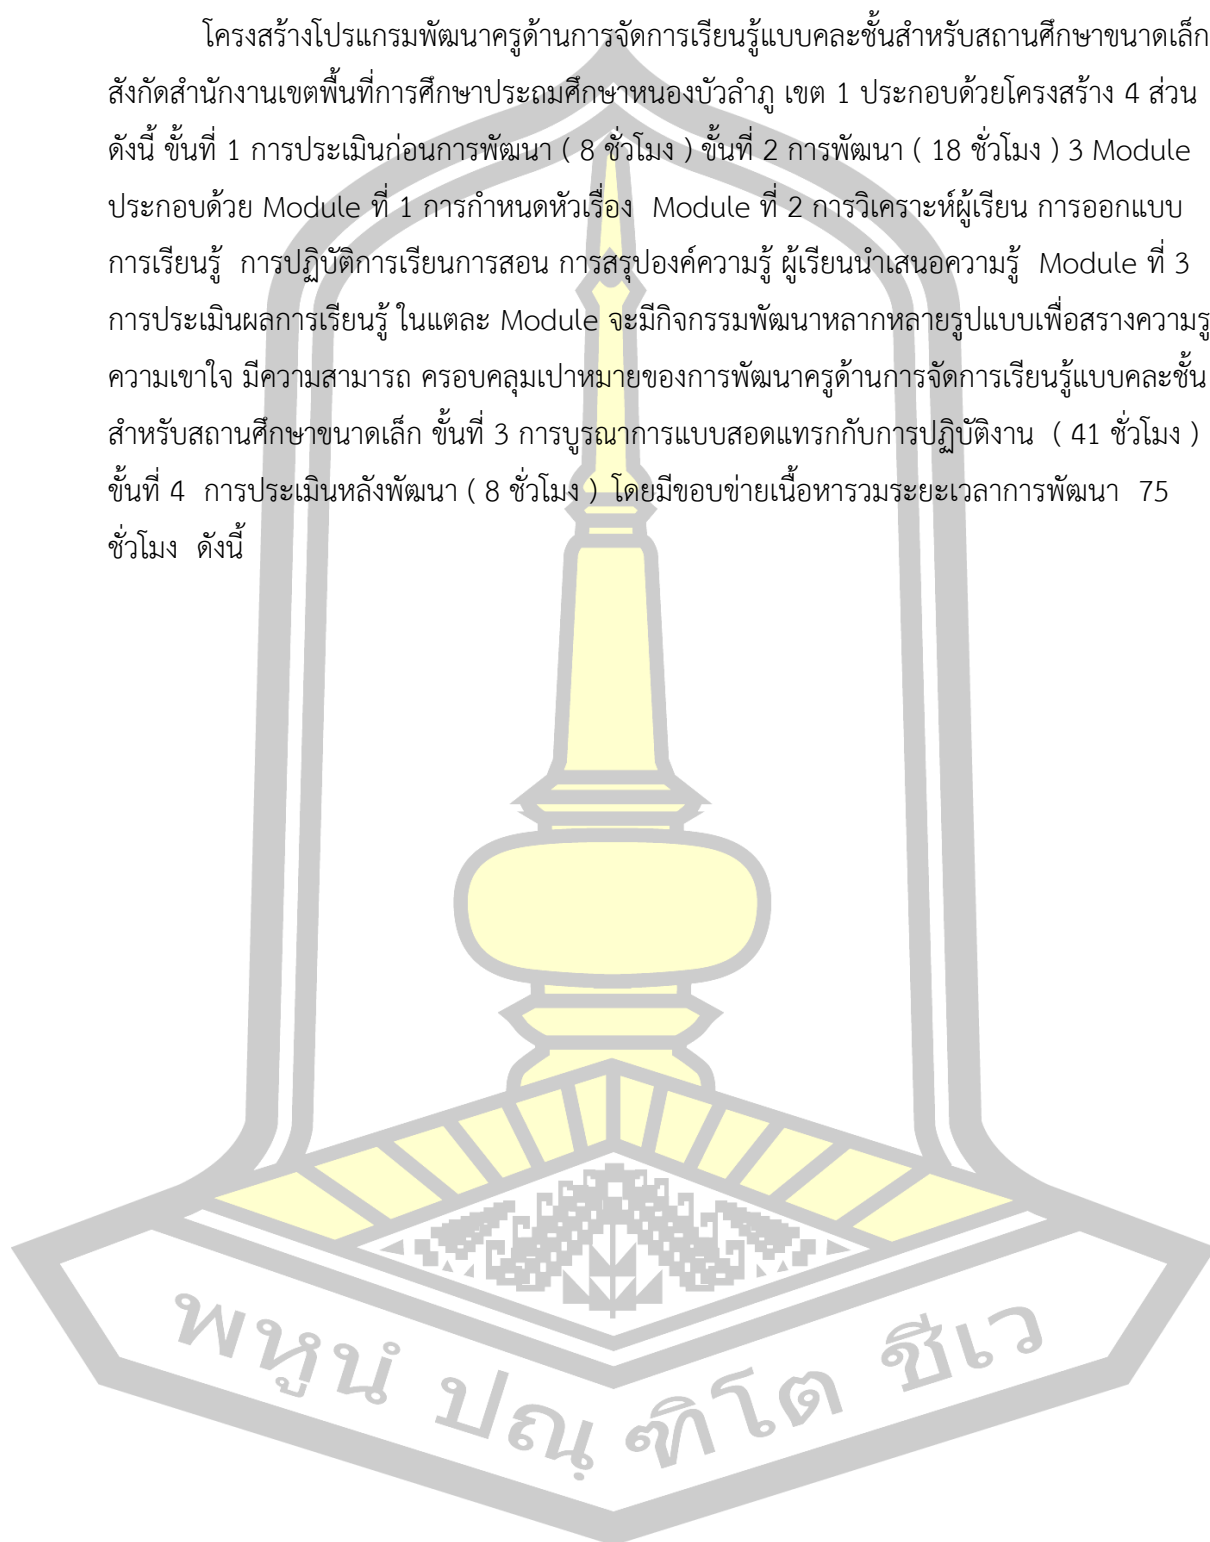 โครงสร้างโปรแกรมพัฒนาครูด้านการจัดการเรียนรู้แบบคละชั้นสำหรับสถานศึกษาขนาดเล็ก
สังกัดสำนักงานเขตพื้นที่การศึกษาประถมศึกษาหนองบัวลำภู เขต 1 ประกอบด้วยโครงสร้าง 4 ส่วน
ดังนี้ ขั้นที่ 1 การประเมินก่อนการพัฒนา ( 8 ชั่วโมง ) ขั้นที่ 2 การพัฒนา ( 18 ชั่วโมง ) 3 Module
ประกอบด้วย Module ที่ 1 การกำหนดหัวเรื่อง Module ที่ 2 การวิเคราะห์ผู้เรียน การออกแบบ
การเรียนรู้ การปฏิบัติการเรียนการสอน การสรุปองค์ความรู้ ผู้เรียนนำเสนอความรู้ Module ที่ 3
การประเมินผลการเรียนรู้ ในแตละ Module จะมีกิจกรรมพัฒนาหลากหลายรูปแบบเพื่อสรางความรู
ความเขาใจ มีความสามารถ ครอบคลุมเปาหมายของการพัฒนาครูด้านการจัดการเรียนรู้แบบคละชั้น
สำหรับสถานศึกษาขนาดเล็ก ขั้นที่ 3 การบูรณาการแบบสอดแทรกกับการปฏิบัติงาน ( 41 ชั่วโมง )
ขั้นที่ 4 การประเมินหลังพัฒนา ( 8 ชั่วโมง ) โดยมีขอบข่ายเนื้อหารวมระยะเวลาการพัฒนา 75
ชั่วโมง ดังนี้
พหูนํ ปณฺฑิโต ชีเว